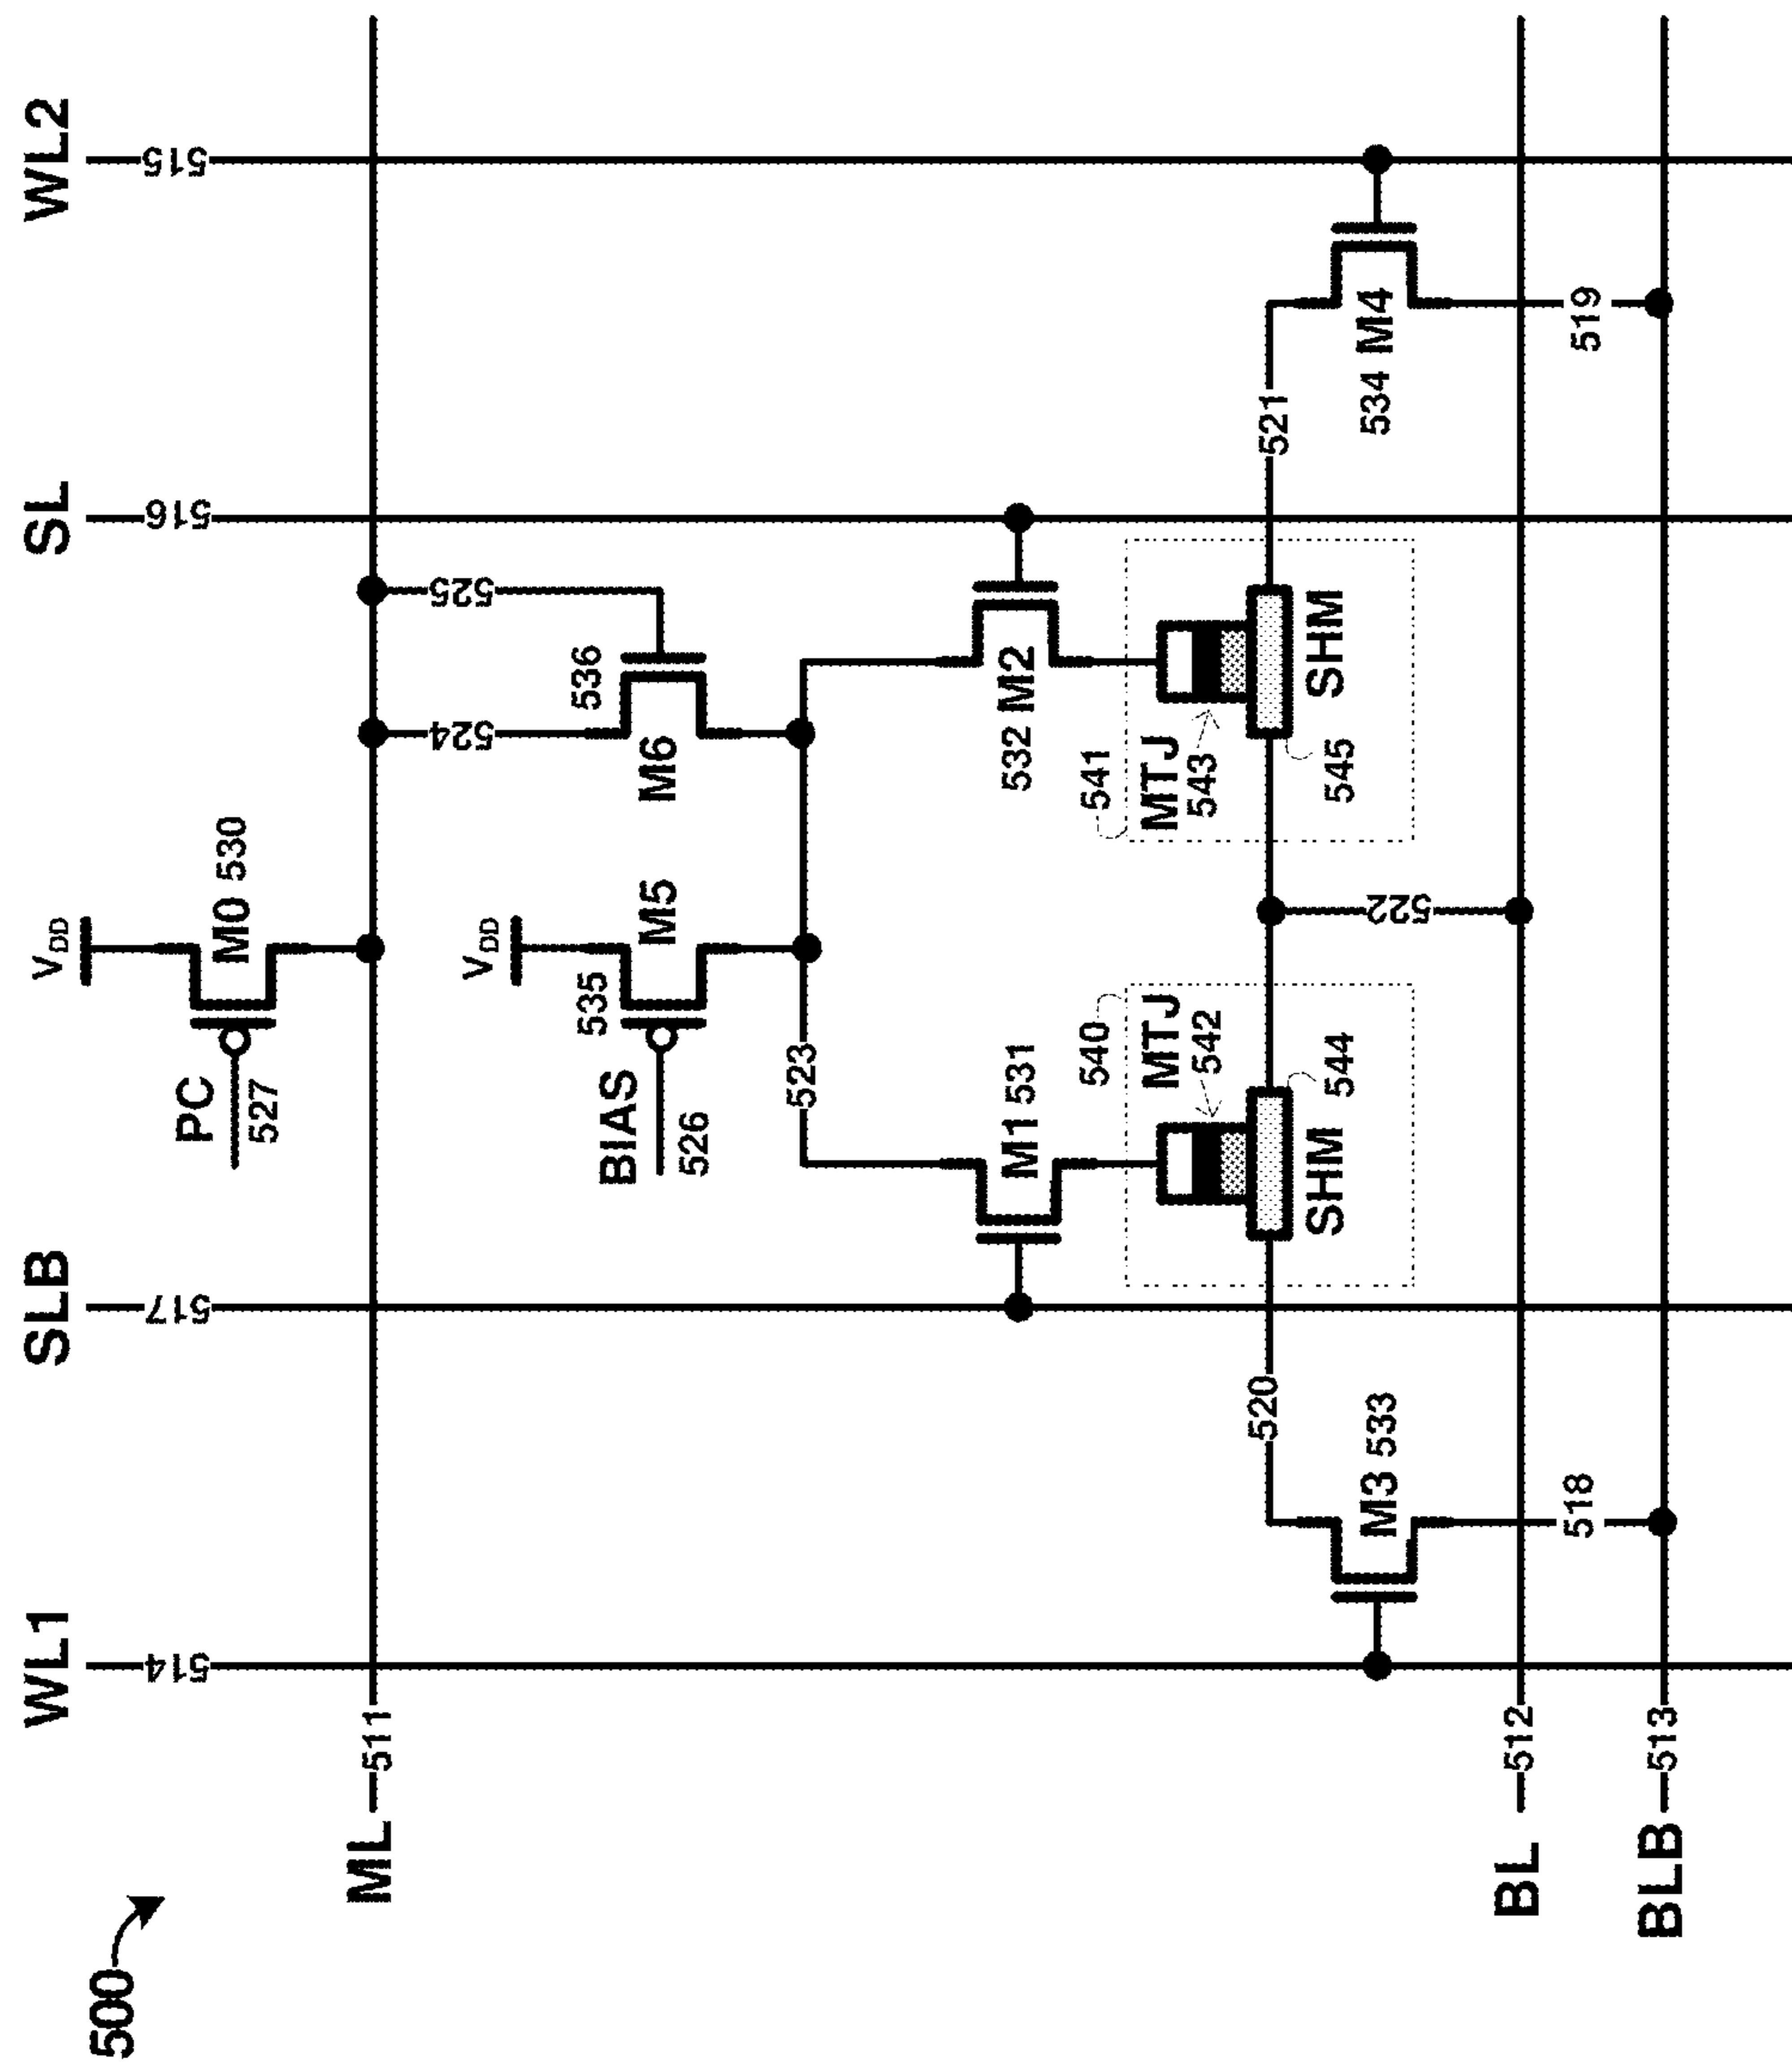 500
WL1
SLB
SL
WL2
514
517
516
515
VDD
PC
527
M0 530
ML
511
VDD
BIAS
526
535
M5
M6
536
524
525
523
M1 531
532 M2
540
MTJ
542
541
MTJ
543
520
521
SHM
544
SHM
545
M3 533
534 M4
522
518
519
BL
512
BLB
513